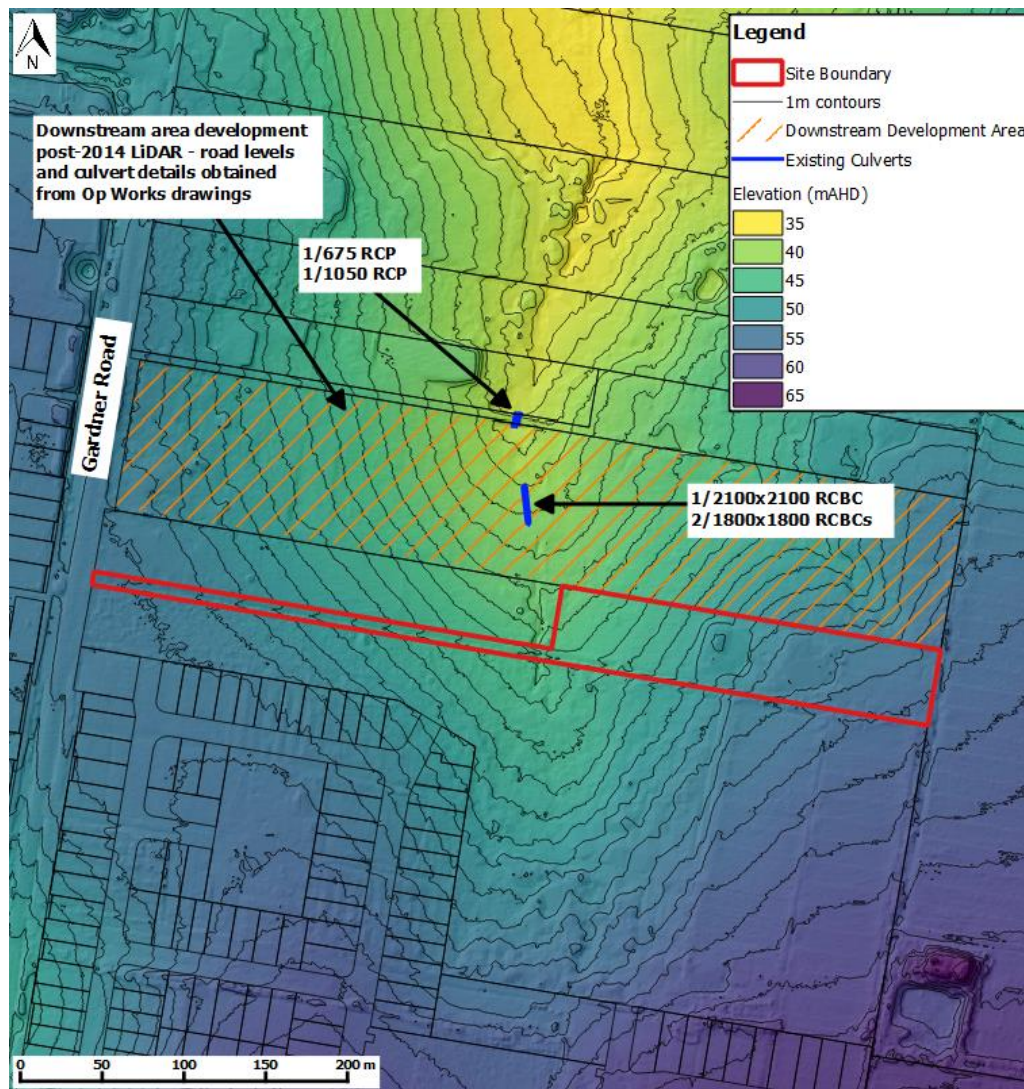 N
Legend
Site Boundary
1m contours
Downstream Development Area
Existing Culverts
Elevation (mAHD)
35
40
45
50
55
60
65
Downstream area development
post-2014 LiDAR - road levels
and culvert details obtained
from Op Works drawings
1/675 RCP
1/1050 RCP
Gardner Road
1/2100x2100 RCBC
2/1800x1800 RCBCs
0 50 100 150 200 m